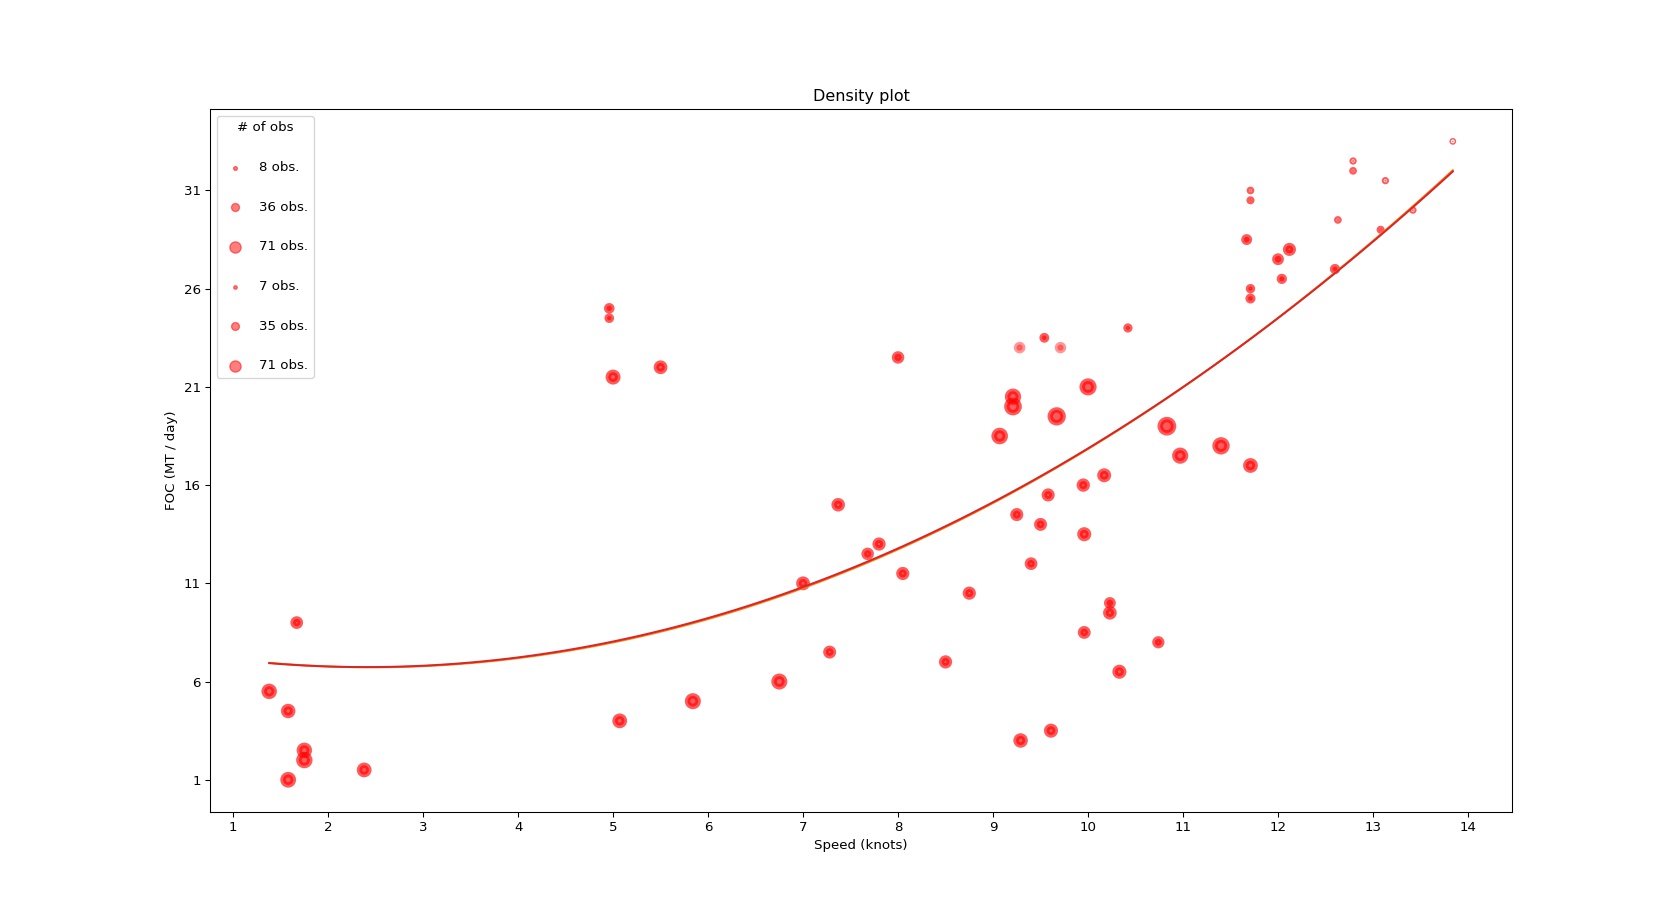 Density plot
# of obs
8 obs.
36 obs.
71 obs.
7 obs.
35 obs.
71 obs.
31
26
21
16
11
6
1
FOC (MT / day)
1 2 3 4 5 6 7 8 9 10 11 12 13 14
Speed (knots)